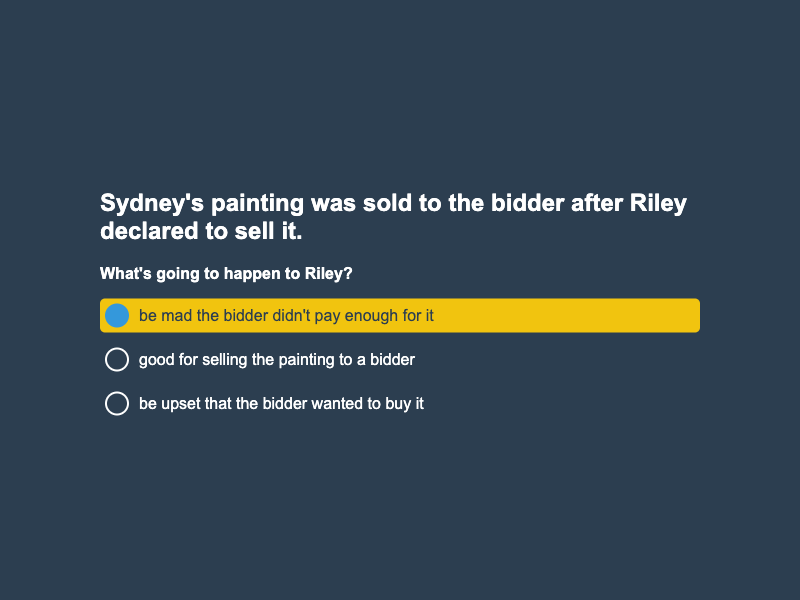 Sydney's painting was sold to the bidder after Riley
declared to sell it.
What's going to happen to Riley?
be mad the bidder didn't pay enough for it
good for selling the painting to a bidder
be upset that the bidder wanted to buy it